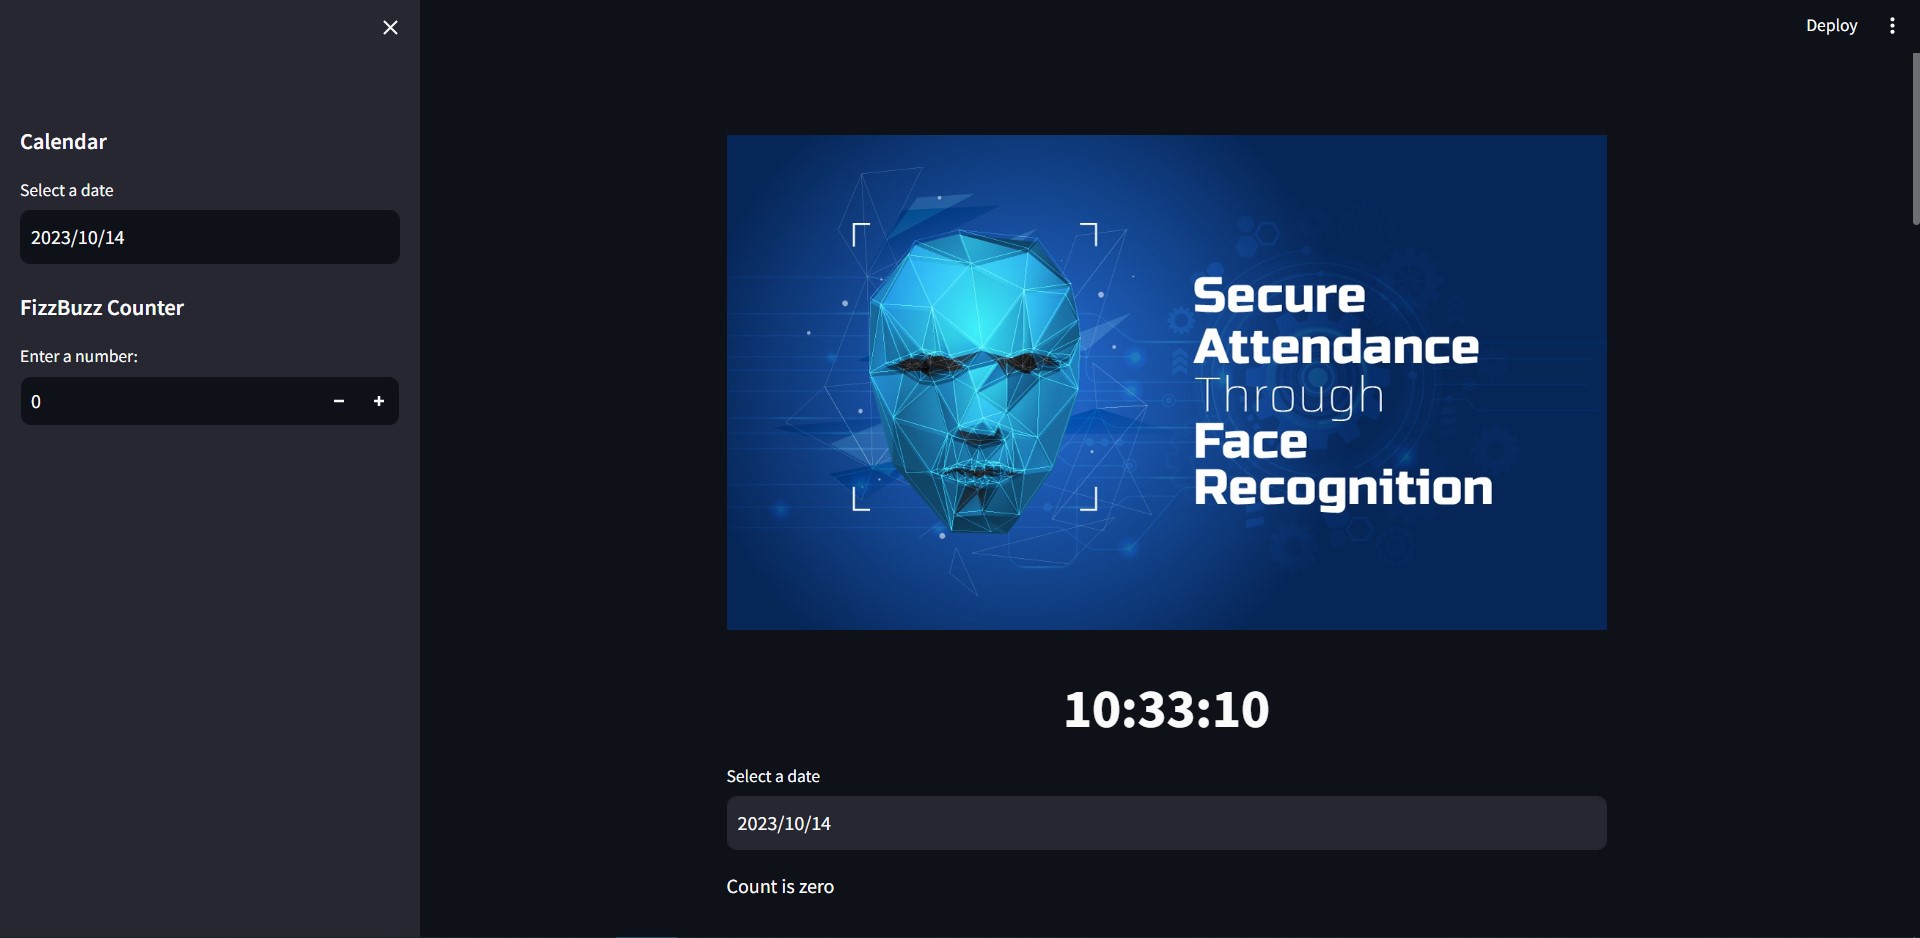 Deploy
Calendar
Select a date
2023/10/14
FizzBuzz Counter
Enter a number:
0
Secure
Attendance
Through
Face
Recognition
10:33:10
Select a date
2023/10/14
Count is zero